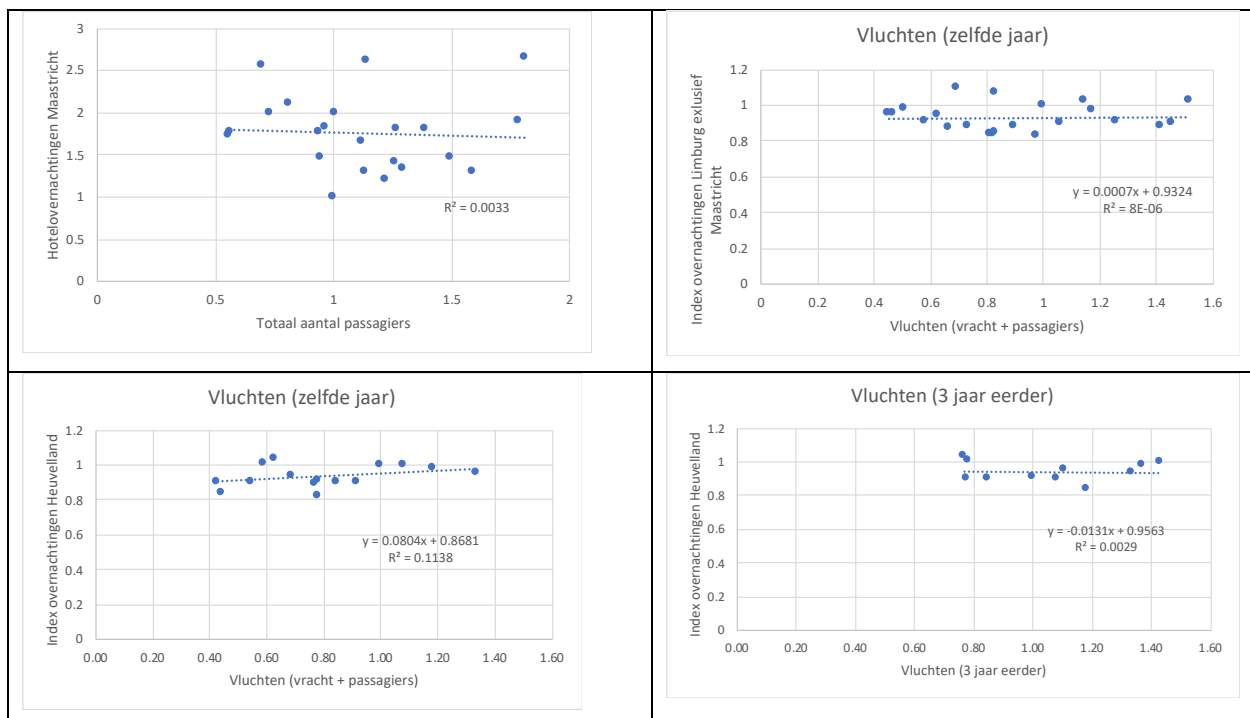 Hotelovernachtingen Maastricht
3
2.5
2
1.5
1
0.5
0
R² = 0.0033
0 0.5 1 1.5 2
Totaal aantal passagiers
Vluchten (zelfde jaar)
Index overnachtingen Limburg exlusief
Maastricht
1.2
1
0.8
0.6
0.4
0.2
0
y = 0.0007x + 0.9324
R² = 8E-06
0 0.2 0.4 0.6 0.8 1 1.2 1.4 1.6
Vluchten (vracht + passagiers)
Vluchten (zelfde jaar)
Index overnachtingen Heuvelland
1.2
1
0.8
0.6
0.4
0.2
0
y = 0.0804x + 0.8681
R² = 0.1138
0.00 0.20 0.40 0.60 0.80 1.00 1.20 1.40 1.60
Vluchten (vracht + passagiers)
Vluchten (3 jaar eerder)
Index overnachtingen Heuvelland
1.2
1
0.8
0.6
0.4
0.2
0
y = -0.0131x + 0.9563
R² = 0.0029
0.00 0.20 0.40 0.60 0.80 1.00 1.20 1.40 1.60
Vluchten (3 jaar eerder)